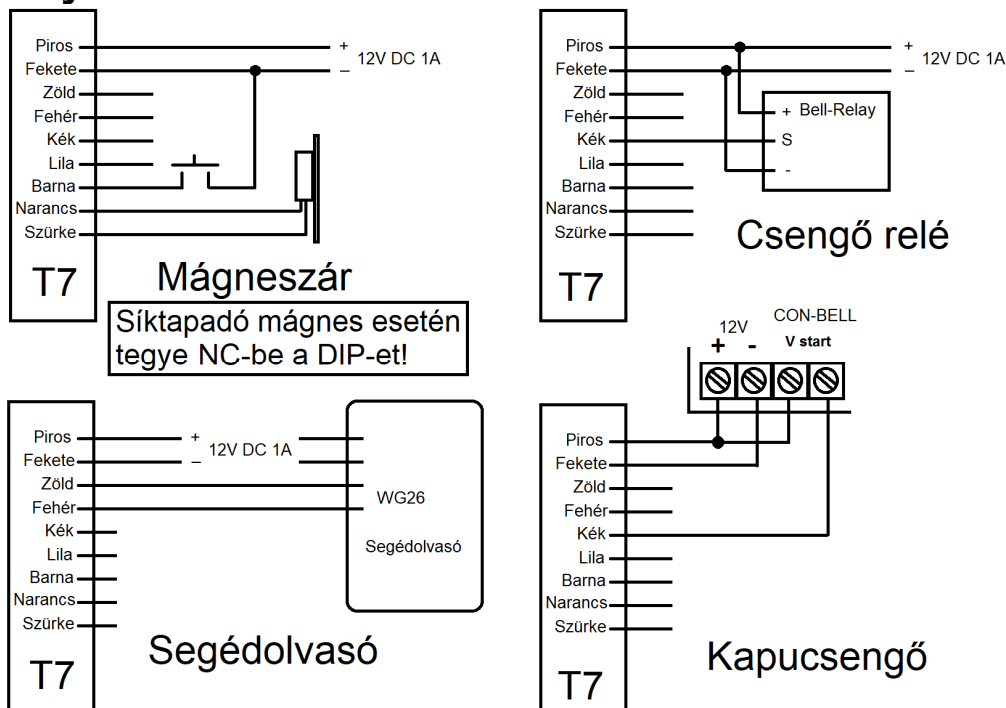 Piros
Fekete
Zöld
Fehér
Kék
Lila
Barna
Narancs
Szürke
T7
+
12V DC 1A
–
Mágneszár
Síktapadó mágnes esetén
tegye NC-be a DIP-et!
Piros
Fekete
Zöld
Fehér
Kék
Lila
Barna
Narancs
Szürke
T7
+
12V DC 1A
–
+ Bell-Relay
S
-
Csengő relé
Piros
Fekete
Zöld
Fehér
Kék
Lila
Barna
Narancs
Szürke
T7
+
12V DC 1A
–
WG26
Segédolvasó
Segédolvasó
12V CON-BELL
+ - V start
Piros
Fekete
Zöld
Fehér
Kék
Lila
Barna
Narancs
Szürke
T7
Kapucsengő